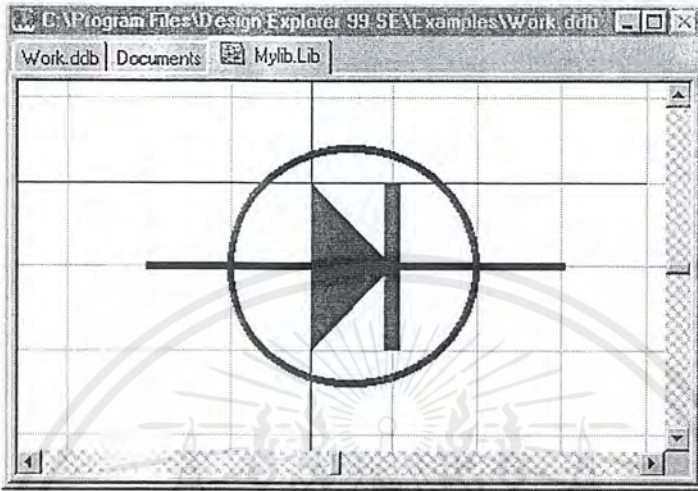 C:\Program Files\Design Explorer 99 SE\Examples\Work.ddb
Work.ddb Documents Mylib.Lib